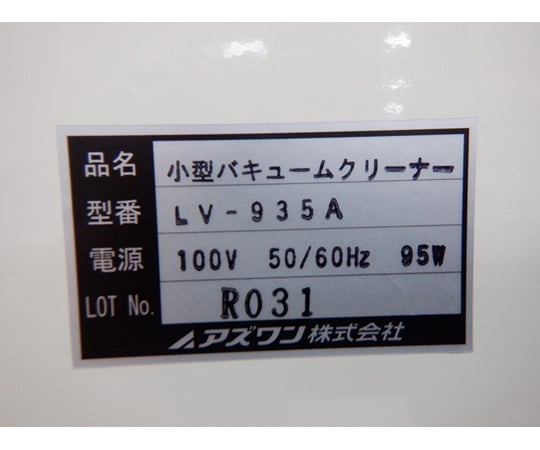 品名 小型バキュームクリーナー
型番 LV-935A
電源 100V 50/60Hz 95W
LOT No. R031
アズワン株式会社